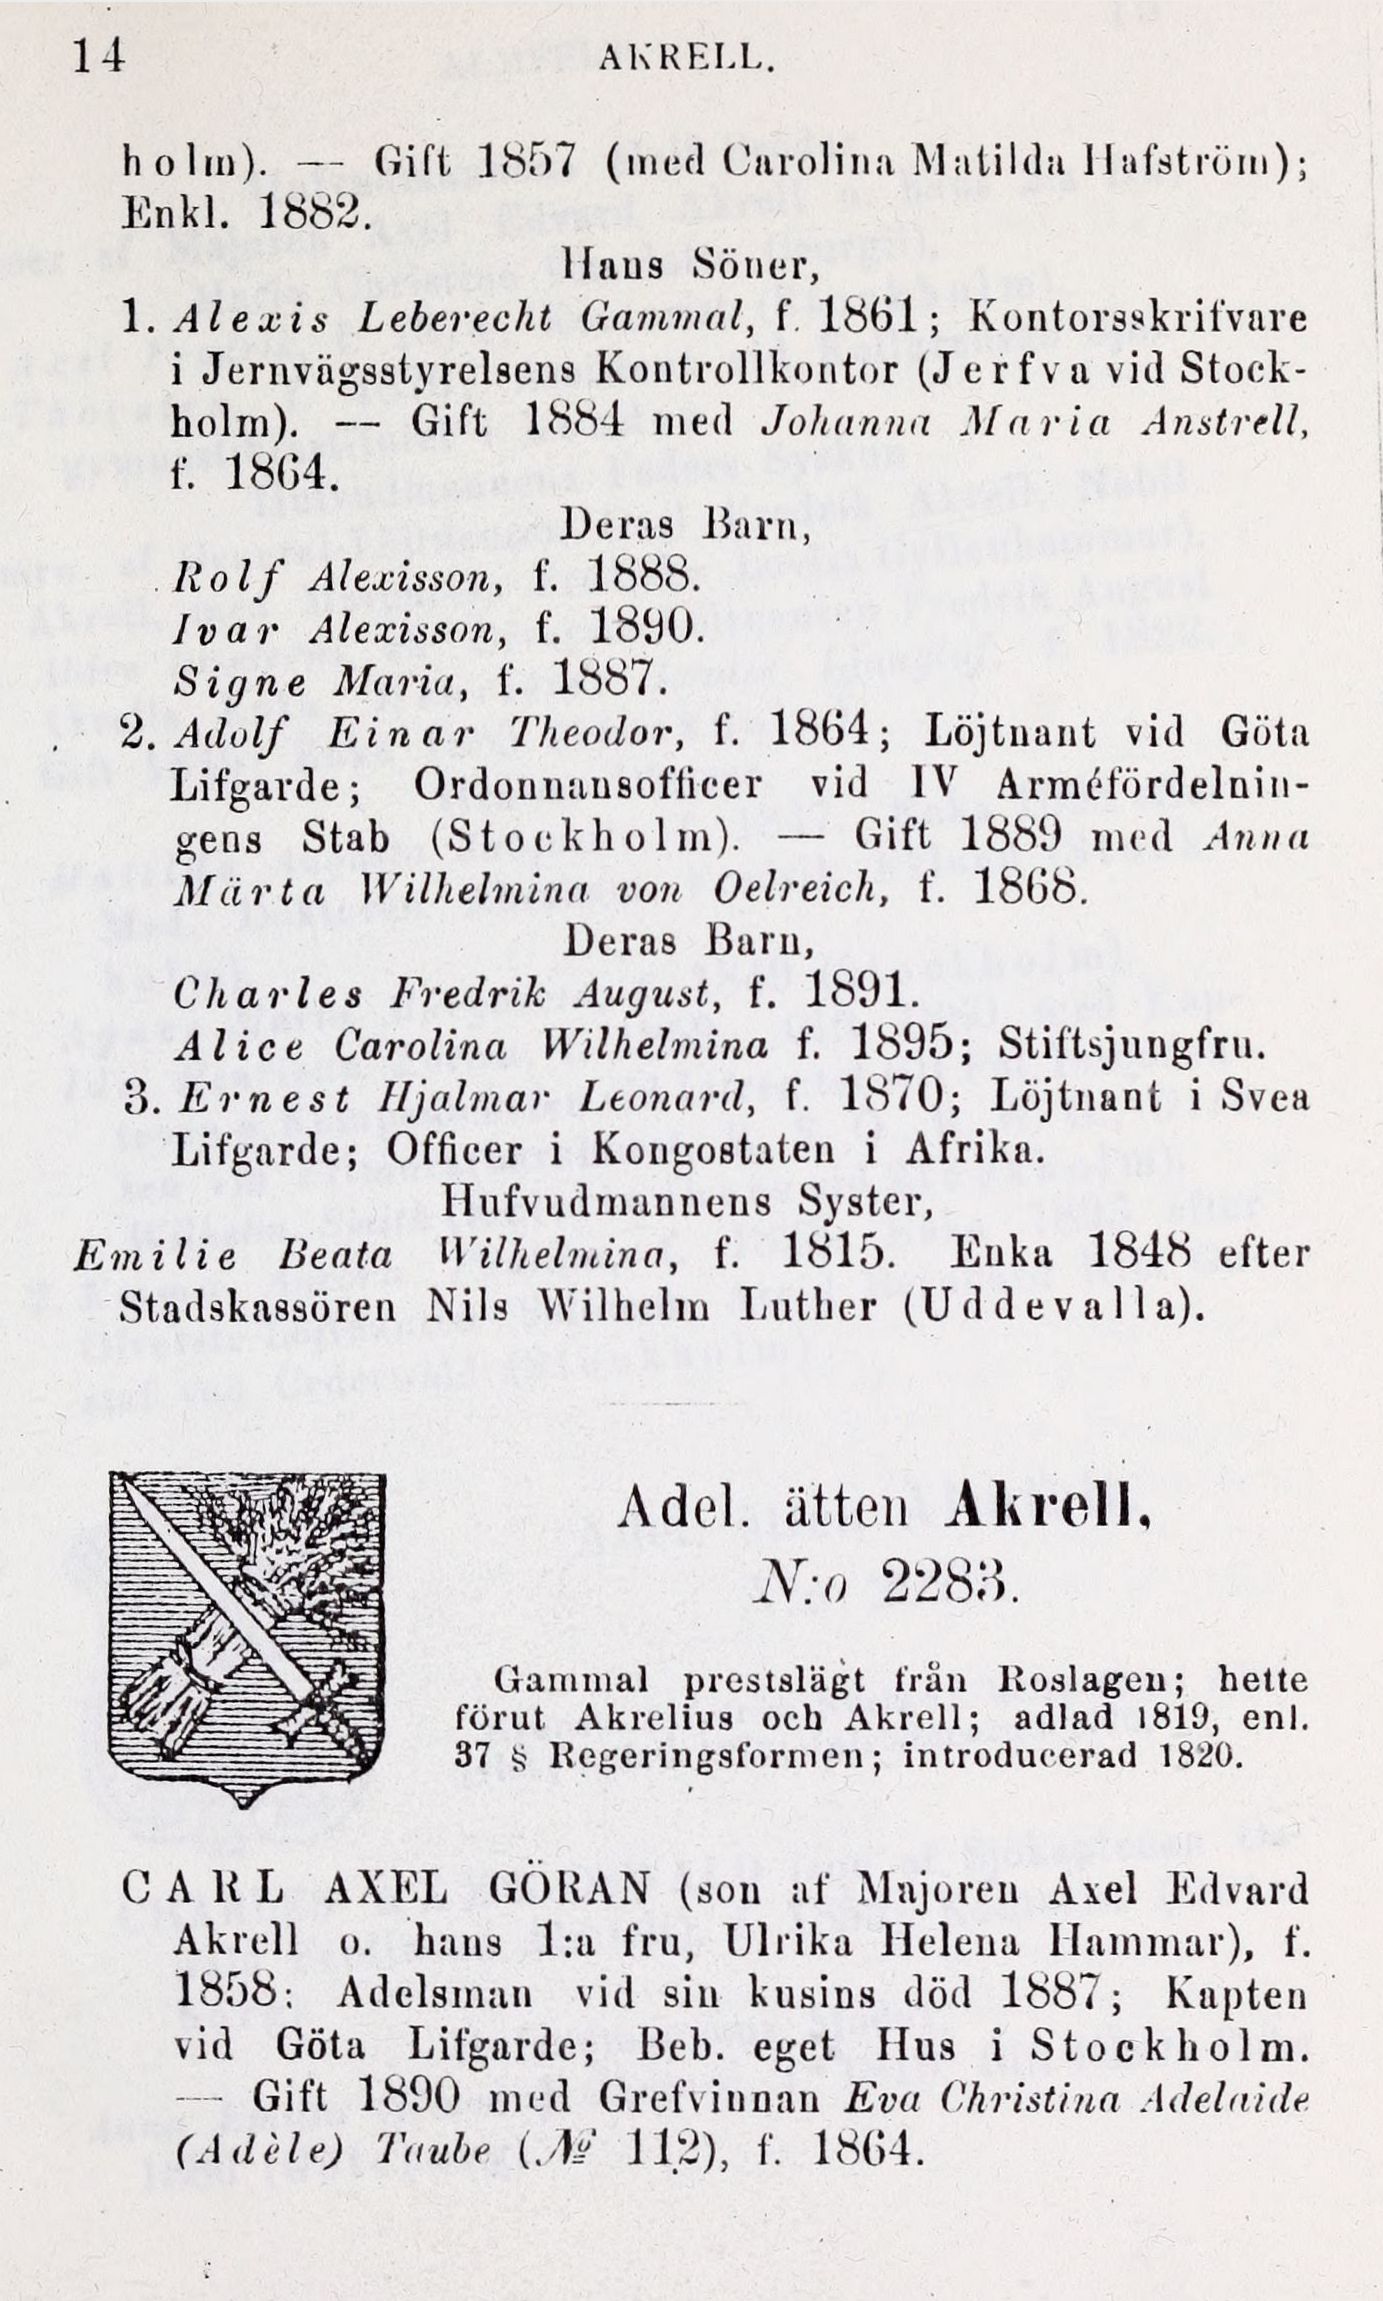 14
AKRELL.
holm). — Gift 1857 (med Carolina Matilda Hafström);
Enkl. 1882.
Hans Söner,
1. Alexis Leberecht Gammal, f. 1861; Kontorsskrifvare
i Jernvägsstyrelsens Kontrollkontor (Jerfva vid Stock-
holm). — Gift 1884 med Johanna Maria Anstrell,
f. 1864.
Deras Barn,
Rolf Alexisson, f. 1888.
Ivar Alexisson, f. 1890.
Signe Maria, f. 1887.
2. Adolf Einar Theodor, f. 1864; Löjtnant vid Göta
Lifgarde; Ordonnansofficer vid IV Arméfördelnin-
gens Stab (Stockholm). — Gift 1889 med Anna
Märta Wilhelmina von Oelreich, f. 1868.
Deras Barn,
Charles Fredrik August, f. 1891.
Alice Carolina Wilhelmina f. 1895; Stiftsjungfru.
3. Ernest Hjalmar Leonard, f. 1870; Löjtnant i Svea
Lifgarde; Officer i Kongostaten i Afrika.
Hufvudmannens Syster,
Emilie Beata Wilhelmina, f. 1815. Enka 1848 efter
Stadskassören Nils Wilhelm Luther (Uddevalla).
Adel. ätten Akrell,
N:o 2283.
Gammal prestslägt från Roslagen; hette
förut Akrelius och Akrell; adlad 1819, enl.
37 § Regeringsformen; introducerad 1820.
CARL AXEL GÖRAN (son af Majoren Axel Edvard
Akrell o. hans 1:a fru, Ulrika Helena Hammar), f.
1858; Adelsman vid sin kusins död 1887; Kapten
vid Göta Lifgarde; Beb. eget Hus i Stockholm.
— Gift 1890 med Grefvinnan Eva Christina Adelaide
(Adèle) Taube (№ 112), f. 1864.